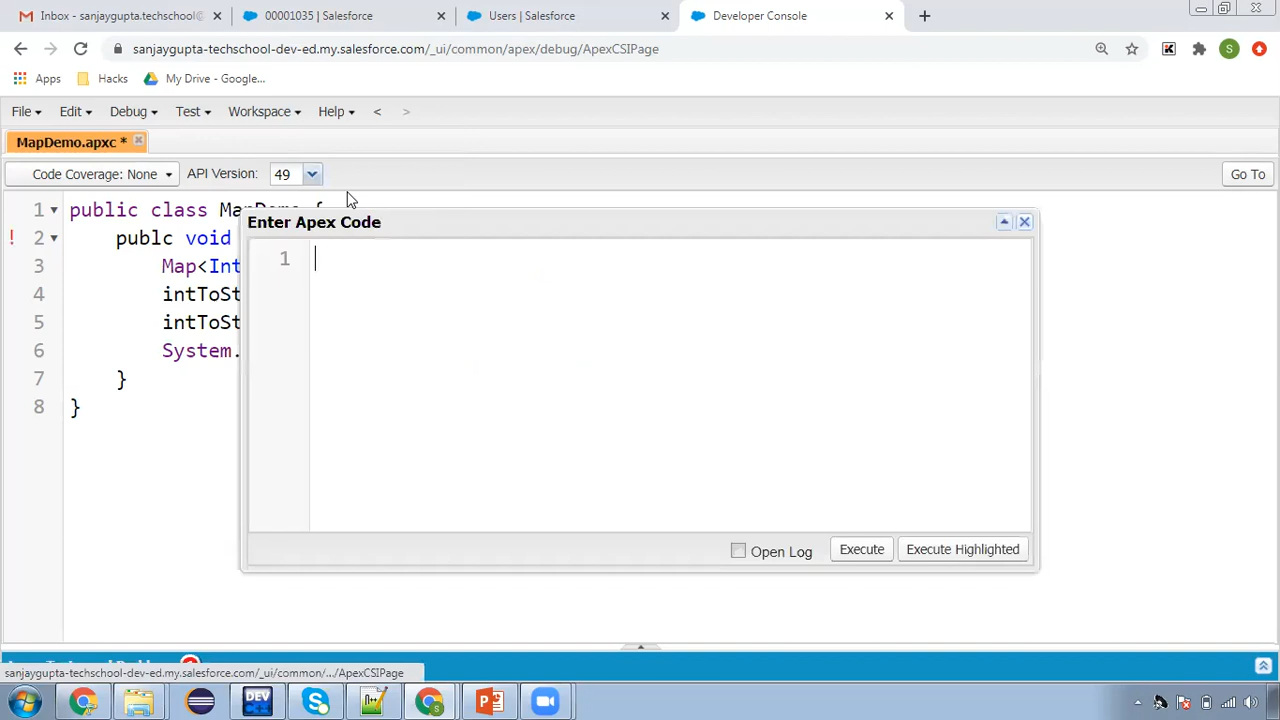 Inbox - sanjaygupta.techschool@
00001035 | Salesforce
Users | Salesforce
Developer Console
sanjaygupta-techschool-dev-ed.my.salesforce.com/_ui/common/apex/debug/ApexCSIPage
S
Apps
Hacks
My Drive - Google...
File
Edit
Debug
Test
Workspace
Help
<
>
MapDemo.apxc *
Code Coverage: None
API Version:
49
Go To
1 public class MapDemo {
! 2 publc void
3 Map<Int
4 intToSt
5 intToSt
6 System.
7 }
8 }
Enter Apex Code
1
Open Log
Execute
Execute Highlighted
sanjaygupta-techschool-dev-ed.my.salesforce.com/_ui/common/.../ApexCSIPage
DEV
C++